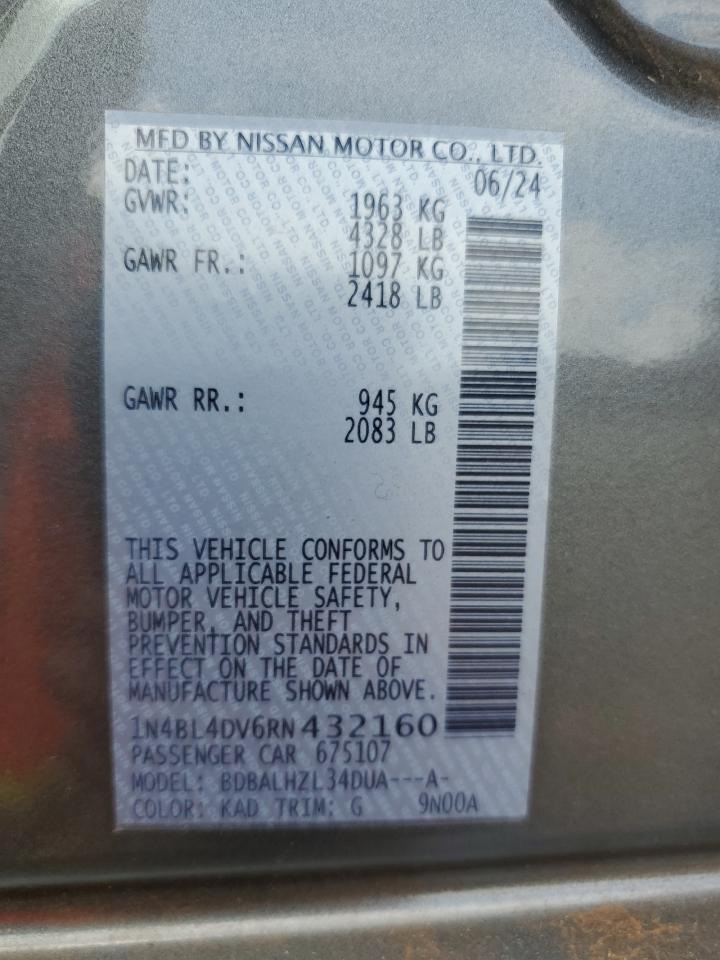 MFD BY NISSAN MOTOR CO., LTD.
DATE: 06/24
GVWR: 1963 KG
4328 LB
GAWR FR.: 1097 KG
2418 LB
GAWR RR.: 945 KG
2083 LB
THIS VEHICLE CONFORMS TO
ALL APPLICABLE FEDERAL
MOTOR VEHICLE SAFETY,
BUMPER, AND THEFT
PREVENTION STANDARDS IN
EFFECT ON THE DATE OF
MANUFACTURE SHOWN ABOVE.
1N4BL4DV6RN432160
PASSENGER CAR 675107
MODEL: BDBALHZL34DUA---A-
COLOR: KAD TRIM: G 9N00A